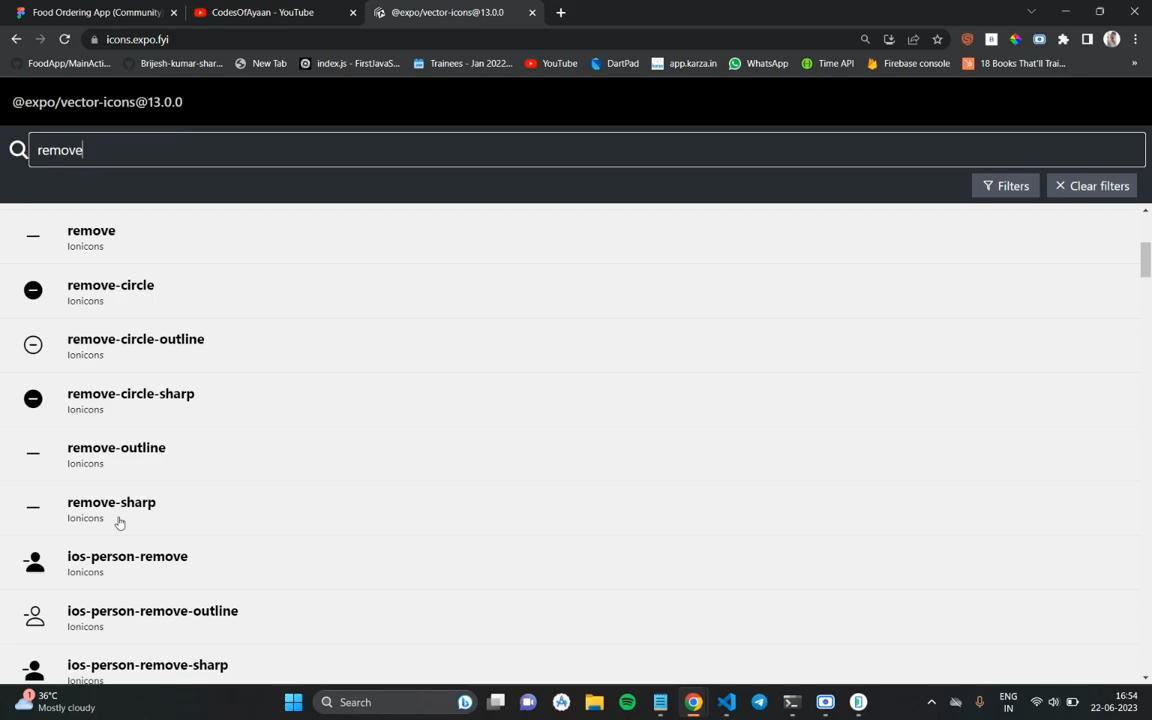 Food Ordering App (Community)
CodesOfAyaan - YouTube
@expo/vector-icons@13.0.0
icons.expo.fyi
FoodApp/MainActi...
Brijesh-kumar-shar...
New Tab
index.js - FirstJavaS...
Trainees - Jan 2022...
YouTube
DartPad
app.karza.in
WhatsApp
Time API
Firebase console
18 Books That'll Trai...
»
@expo/vector-icons@13.0.0
remove
Filters
Clear filters
remove
Ionicons
remove-circle
Ionicons
remove-circle-outline
Ionicons
remove-circle-sharp
Ionicons
remove-outline
Ionicons
remove-sharp
Ionicons
ios-person-remove
Ionicons
ios-person-remove-outline
Ionicons
ios-person-remove-sharp
Ionicons
1
36°C
Mostly cloudy
Search
ENG
IN
16:54
22-06-2023